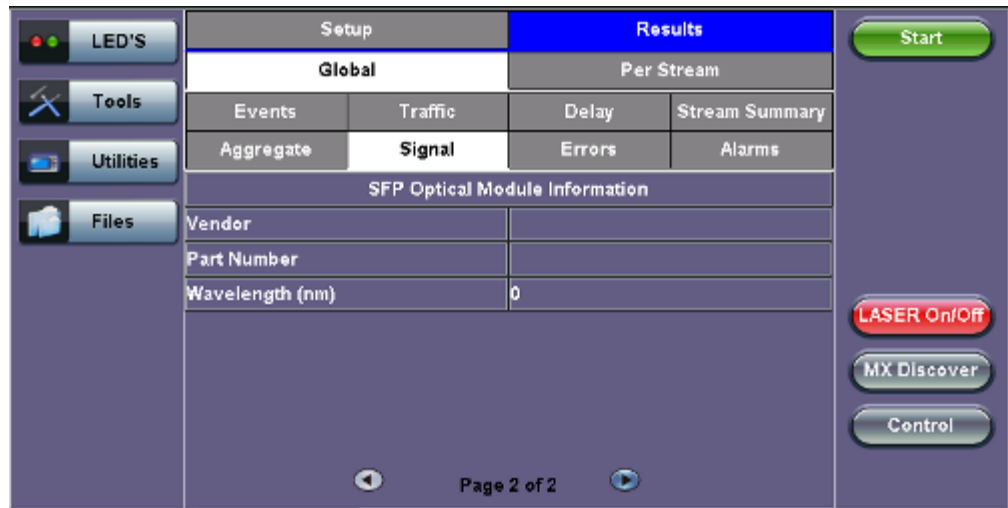 LED'S
Tools
Utilities
Files
Setup Results
Global Per Stream
Events Traffic Delay Stream Summary
Aggregate Signal Errors Alarms
SFP Optical Module Information
Vendor
Part Number
Wavelength (nm) 0
Page 2 of 2
Start
LASER On/Off
MX Discover
Control